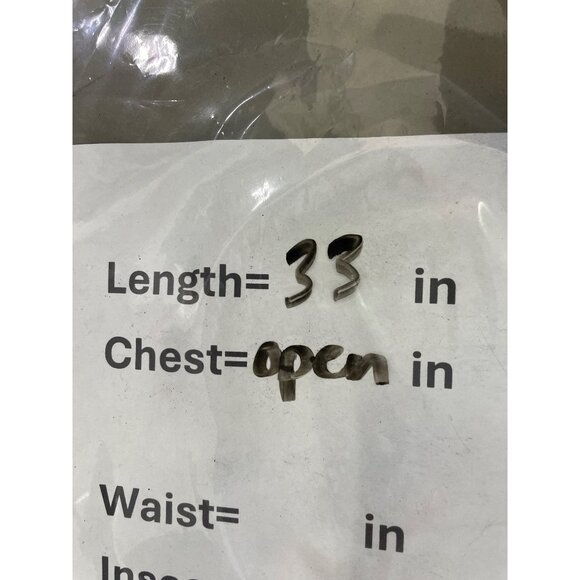 Length= 33 in
Chest= open in
Waist= in